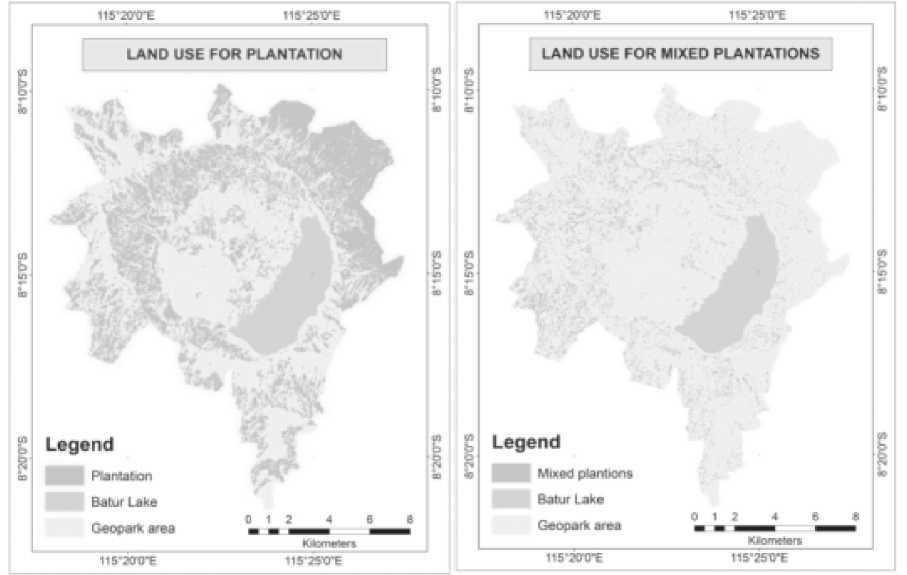 115°20'0"E 115°25'0"E
LAND USE FOR PLANTATION
8°10'0"S 8°10'0"S
8°15'0"S 8°15'0"S
8°20'0"S 8°20'0"S
Legend
Plantation
Batur Lake
Geopark area
0 1 2 4 6 8
Kilometers
115°20'0"E 115°25'0"E
115°20'0"E 115°25'0"E
LAND USE FOR MIXED PLANTATIONS
8°10'0"S 8°10'0"S
8°15'0"S 8°15'0"S
8°20'0"S 8°20'0"S
Legend
Mixed plantions
Batur Lake
Geopark area
0 1 2 4 6 8
Kilometers
115°20'0"E 115°25'0"E